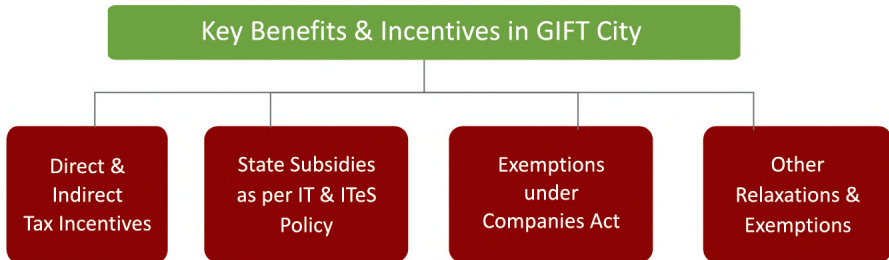 Key Benefits & Incentives in GIFT City
Direct &
Indirect
Tax Incentives
State Subsidies
as per IT & ITeS
Policy
Exemptions
under
Companies Act
Other
Relaxations &
Exemptions